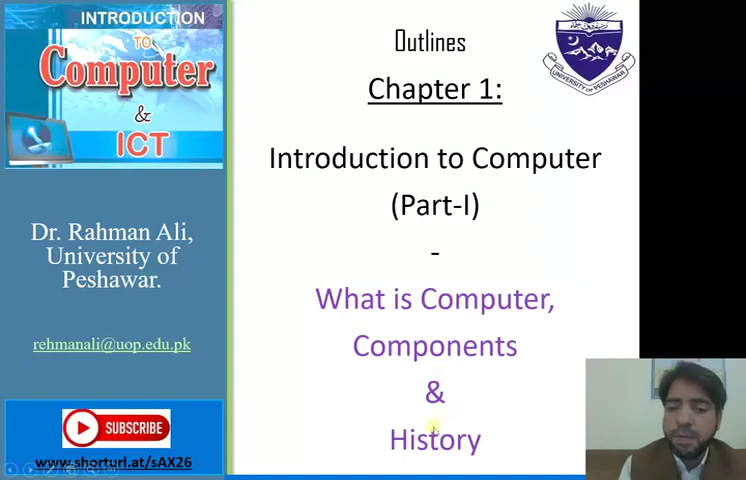 INTRODUCTION
TO
Computer
&
ICT
Dr. Rahman Ali,
University of
Peshawar.
rehmanali@uop.edu.pk
SUBSCRIBE
www.shorturl.at/sAX26
Outlines
Chapter 1:
Introduction to Computer
(Part-I)
-
What is Computer,
Components
&
History
UNIVERSITY OF PESHAWAR